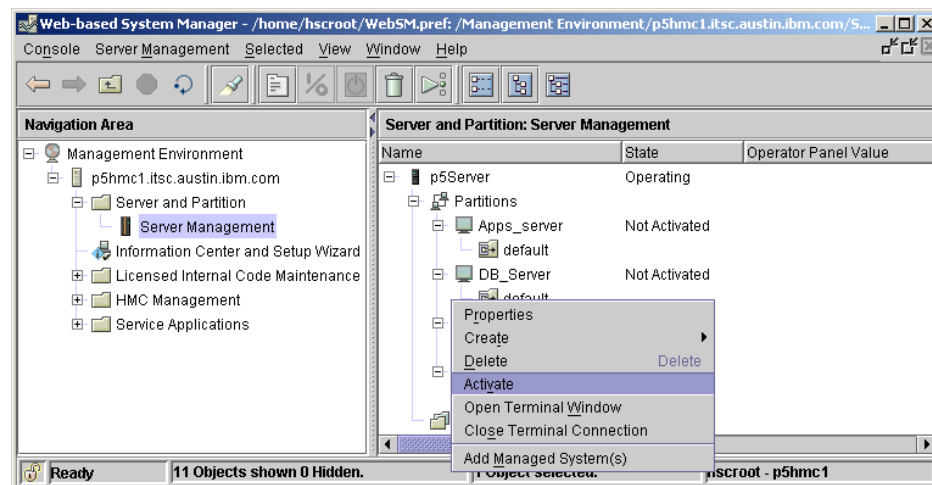 Web-based System Manager - /home/hscroot/WebSM.pref: /Management Environment/p5hmc1.itsc.austin.ibm.com/S...
Console Server Management Selected View Window Help
Navigation Area
Management Environment
p5hmc1.itsc.austin.ibm.com
Server and Partition
Server Management
Information Center and Setup Wizard
Licensed Internal Code Maintenance
HMC Management
Service Applications
Server and Partition: Server Management
Name State Operator Panel Value
p5Server Operating
Partitions
Apps_server Not Activated
default
DB_Server Not Activated
default
Properties
Create
Delete Delete
Activate
Open Terminal Window
Close Terminal Connection
Add Managed System(s)
Ready 11 Objects shown 0 Hidden. 1 Object selected. hscroot - p5hmc1